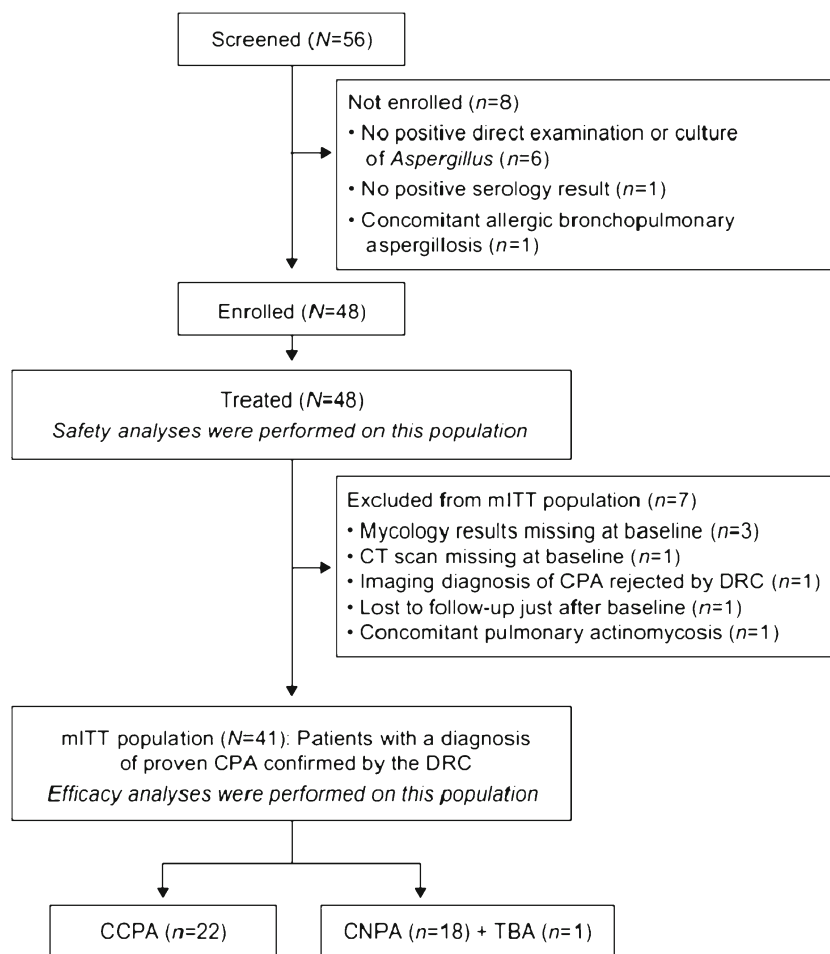 Screened (N=56)
Not enrolled (n=8)
• No positive direct examination or culture
of Aspergillus (n=6)
• No positive serology result (n=1)
• Concomitant allergic bronchopulmonary
aspergillosis (n=1)
Enrolled (N=48)
Treated (N=48)
Safety analyses were performed on this population
Excluded from mITT population (n=7)
• Mycology results missing at baseline (n=3)
• CT scan missing at baseline (n=1)
• Imaging diagnosis of CPA rejected by DRC (n=1)
• Lost to follow-up just after baseline (n=1)
• Concomitant pulmonary actinomycosis (n=1)
mITT population (N=41): Patients with a diagnosis
of proven CPA confirmed by the DRC
Efficacy analyses were performed on this population
CCPA (n=22)
CNPA (n=18) + TBA (n=1)